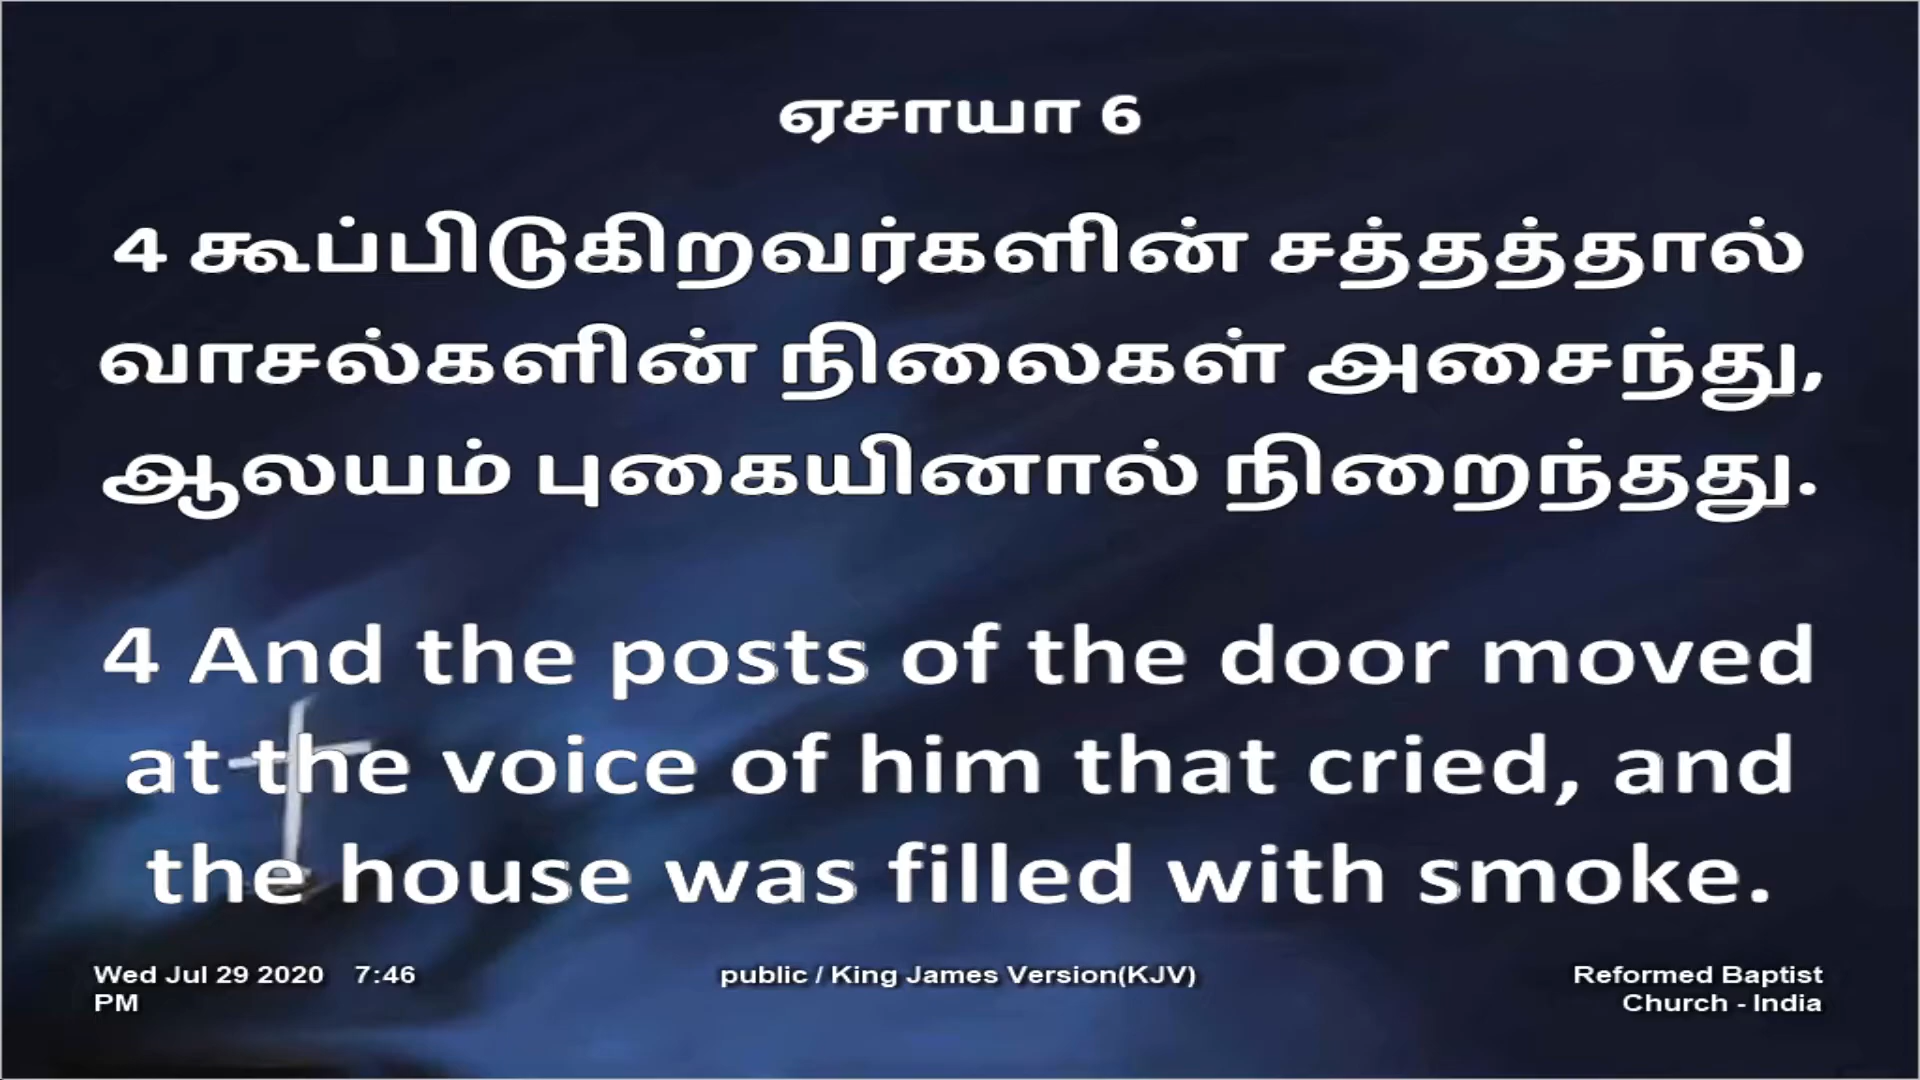 ஏசாயா 6
4 கூப்பிடுகிறவர்களின் சத்தத்தால்
வாசல்களின் நிலைகள் அசைந்து,
ஆலயம் புகையினால் நிறைந்தது.
4 And the posts of the door moved
at the voice of him that cried, and
the house was filled with smoke.
Wed Jul 29 2020 7:46
PM
public / King James Version(KJV)
Reformed Baptist
Church - India